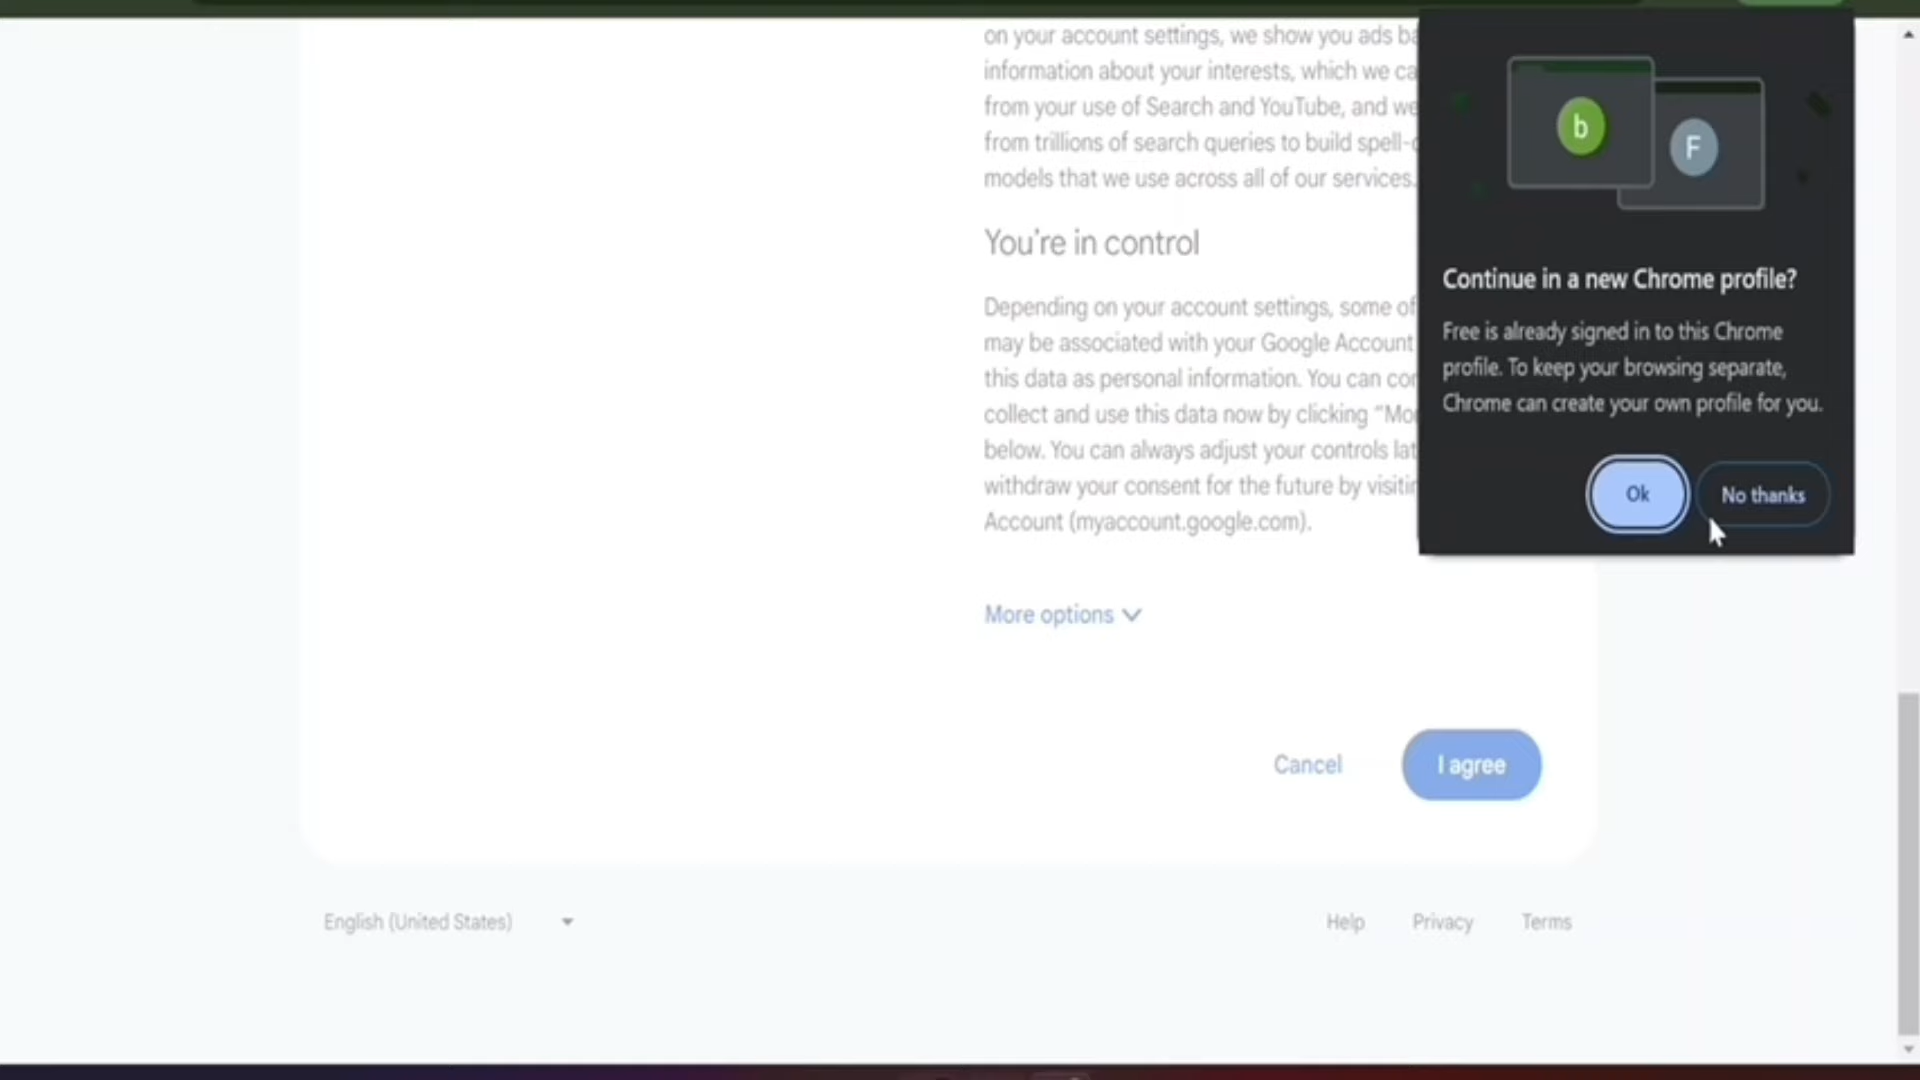 on your account settings, we show you ads ba
information about your interests, which we ca
from your use of Search and YouTube, and we
from trillions of search queries to build spell-c
models that we use across all of our services.
You're in control
Depending on your account settings, some of
may be associated with your Google Account
this data as personal information. You can con
collect and use this data now by clicking “Mor
below. You can always adjust your controls lat
withdraw your consent for the future by visitin
Account (myaccount.google.com).
More options
Cancel
I agree
English (United States)
Help
Privacy
Terms
b
F
Continue in a new Chrome profile?
Free is already signed in to this Chrome
profile. To keep your browsing separate,
Chrome can create your own profile for you.
Ok
No thanks